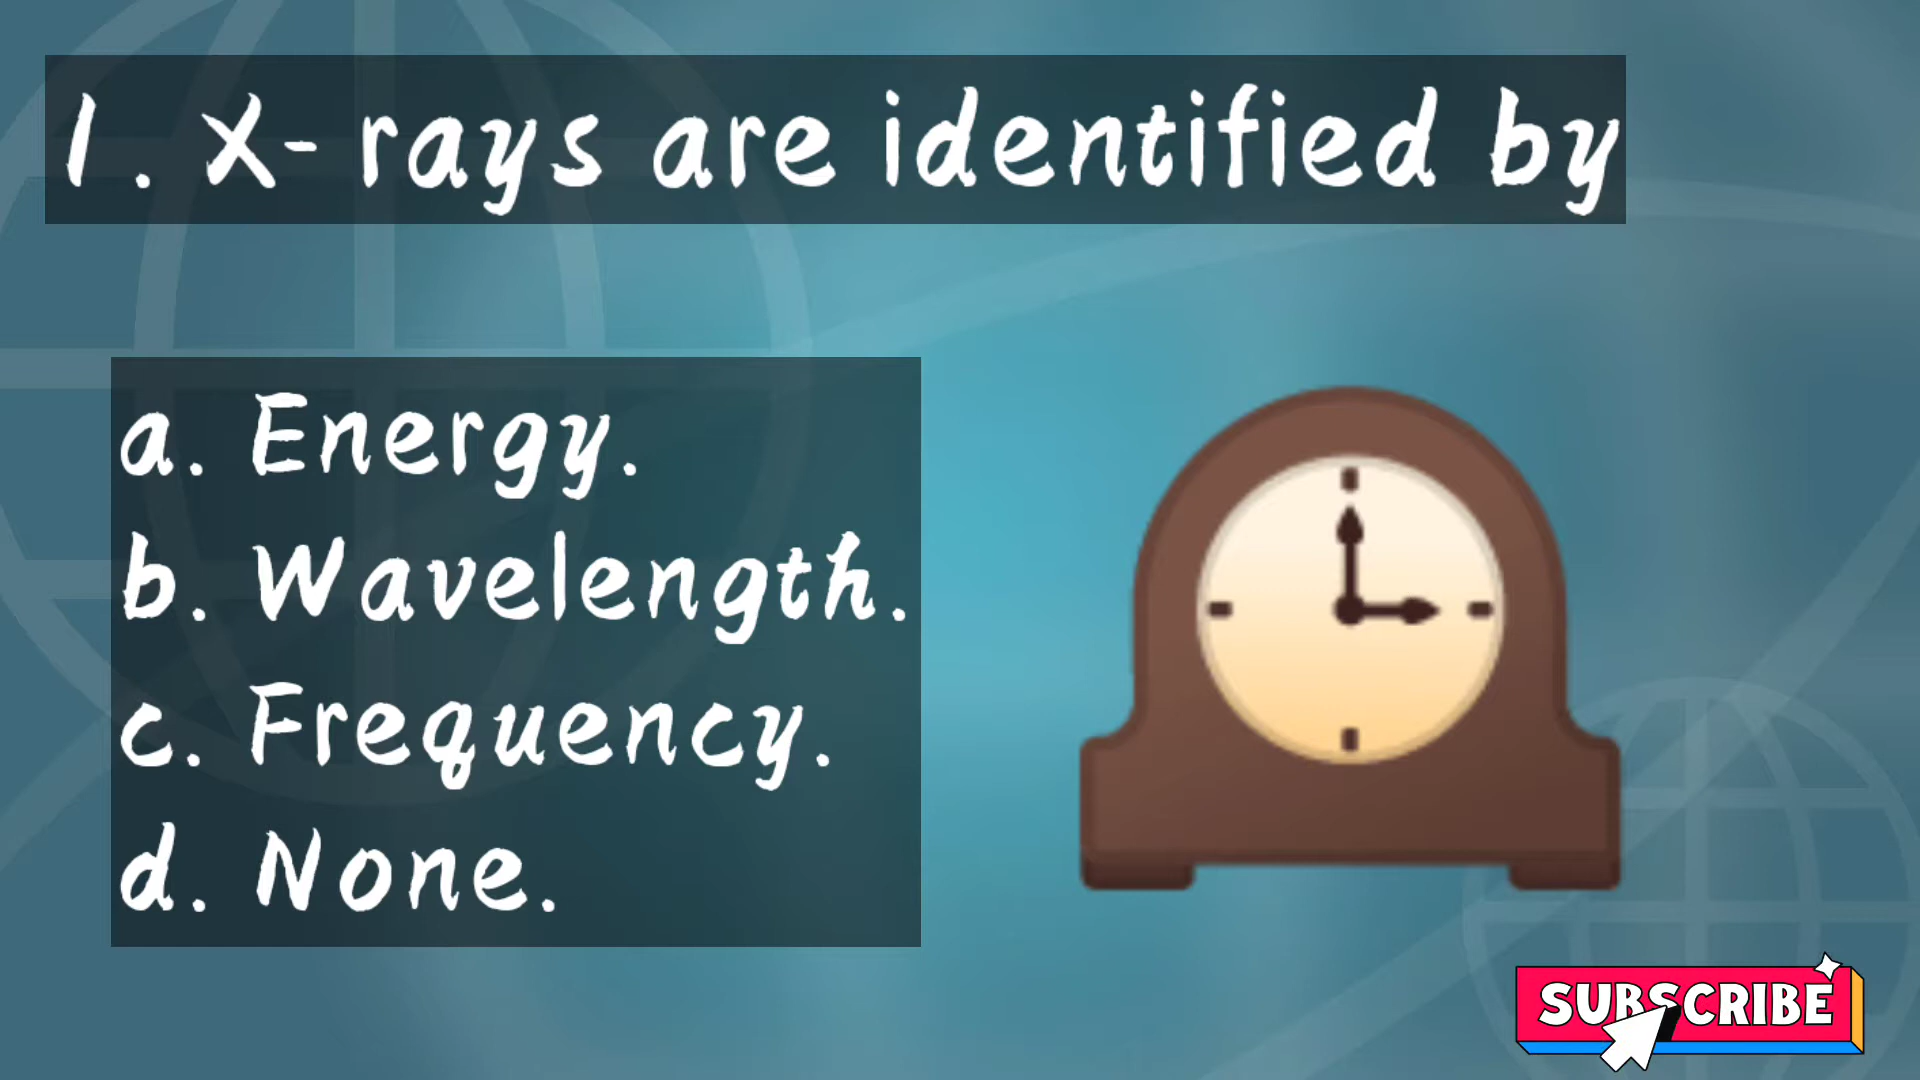 1. X- rays are identified by
a. Energy.
b. Wavelength.
c. Frequency.
d. None.
SUBSCRIBE